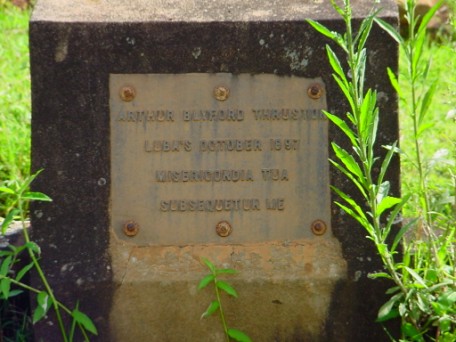 ARTHUR BLYFORD THRUSTON
LUBA'S OCTOBER 1897
MISERICORDIA TUA
SUBSEQUETUR ME